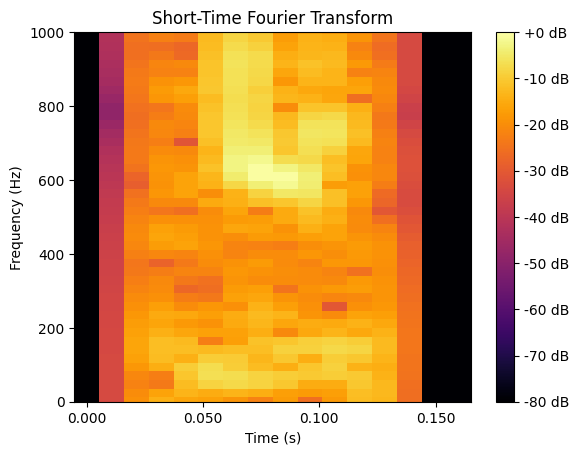 Short-Time Fourier Transform
1000
800
600
400
200
0
Frequency (Hz)
0.000
0.050
0.100
0.150
Time (s)
+0 dB
-10 dB
-20 dB
-30 dB
-40 dB
-50 dB
-60 dB
-70 dB
-80 dB